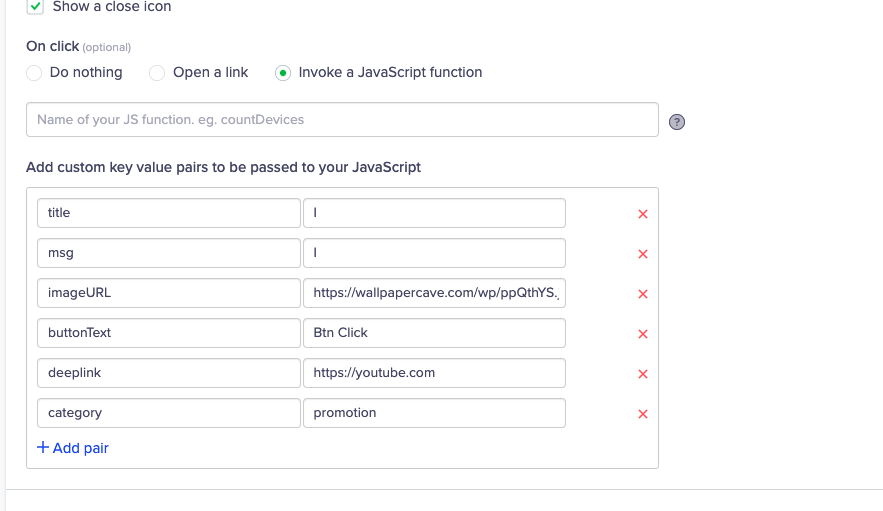 Show a close icon
On click (optional)
Do nothing Open a link Invoke a JavaScript function
Name of your JS function. eg. countDevices ?
Add custom key value pairs to be passed to your JavaScript
title I
msg I
imageURL https://wallpapercave.com/wp/ppQthYS.
buttonText Btn Click
deeplink https://youtube.com
category promotion
+ Add pair